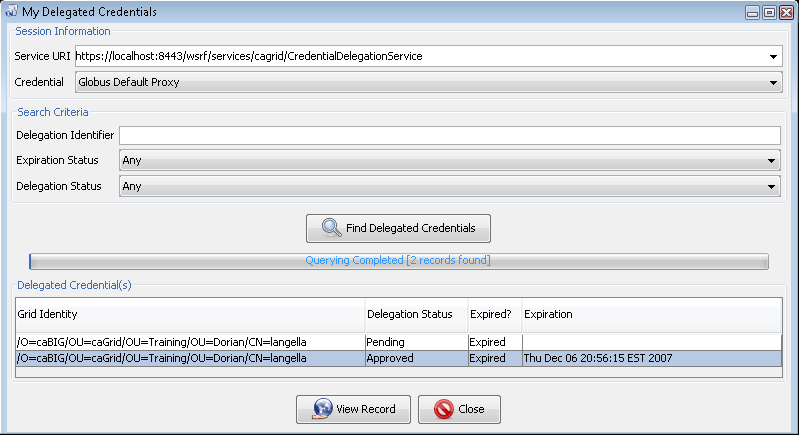 My Delegated Credentials
Session Information
Service URI https://localhost:8443/wsrf/services/cagrid/CredentialDelegationService
Credential Globus Default Proxy
Search Criteria
Delegation Identifier
Expiration Status Any
Delegation Status Any
Find Delegated Credentials
Querying Completed [2 records found]
Delegated Credential(s)
Grid Identity Delegation Status Expired? Expiration
/O=caBIG/OU=caGrid/OU=Training/OU=Dorian/CN=langella Pending Expired
/O=caBIG/OU=caGrid/OU=Training/OU=Dorian/CN=langella Approved Expired Thu Dec 06 20:56:15 EST 2007
View Record Close